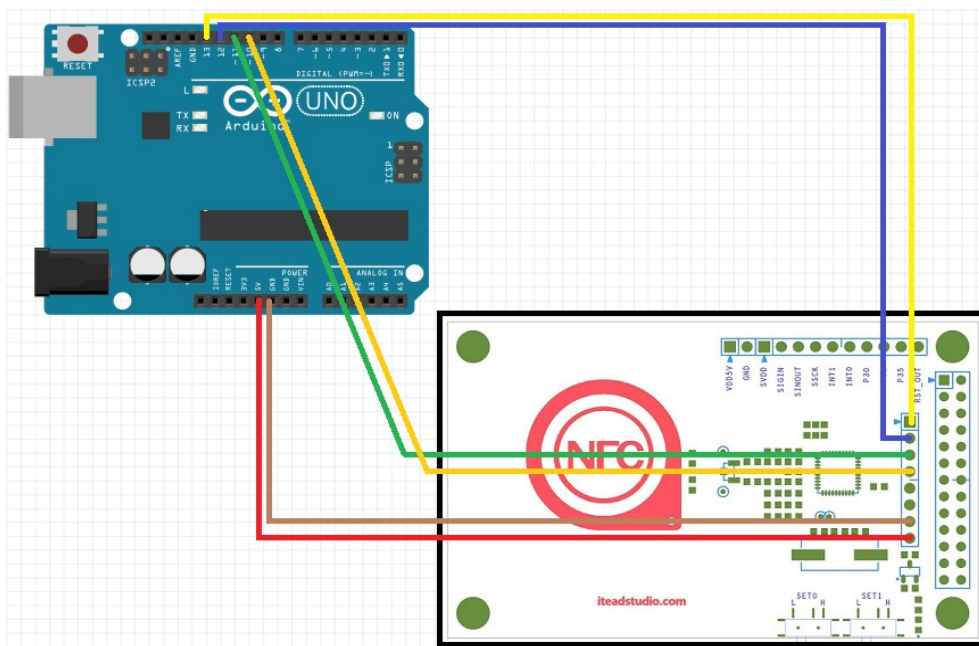 RESET
ICSP2
AREF
GND
13
12
~11
~10
~9
8
7
~6
~5
4
~3
2
TX0►1
RX0◄0
DIGITAL (PWM=~)
L
TX
RX
UNO
Arduino
ON
1
ICSP
POWER
ANALOG IN
IOREF
RESET
3V3
5V
GND
GND
VIN
A0
A1
A2
A3
A4
A5
VDD5V
GND
SVDD
SIGIN
SINOUT
SSCK
INT1
INT0
P30
P35
RST_OUT
NFC
iteadstudio.com
SET0
L H
SET1
L H